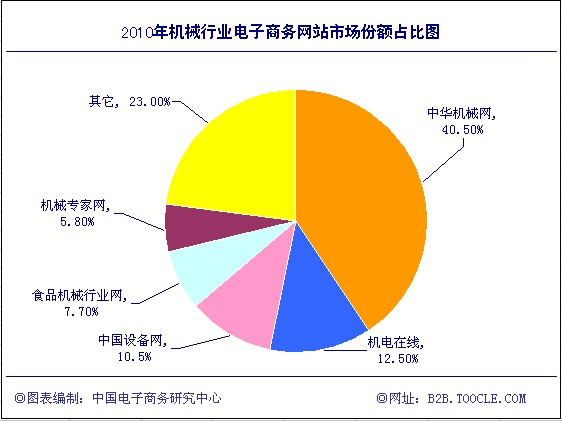 2010年机械行业电子商务网站市场份额占比图
其它, 23.00%
中华机械网,
40.50%
机械专家网,
5.80%
食品机械行业网,
7.70%
中国设备网,
10.5%
机电在线,
12.50%
◎图表编制: 中国电子商务研究中心
◎网址: B2B.TOOCLE.COM